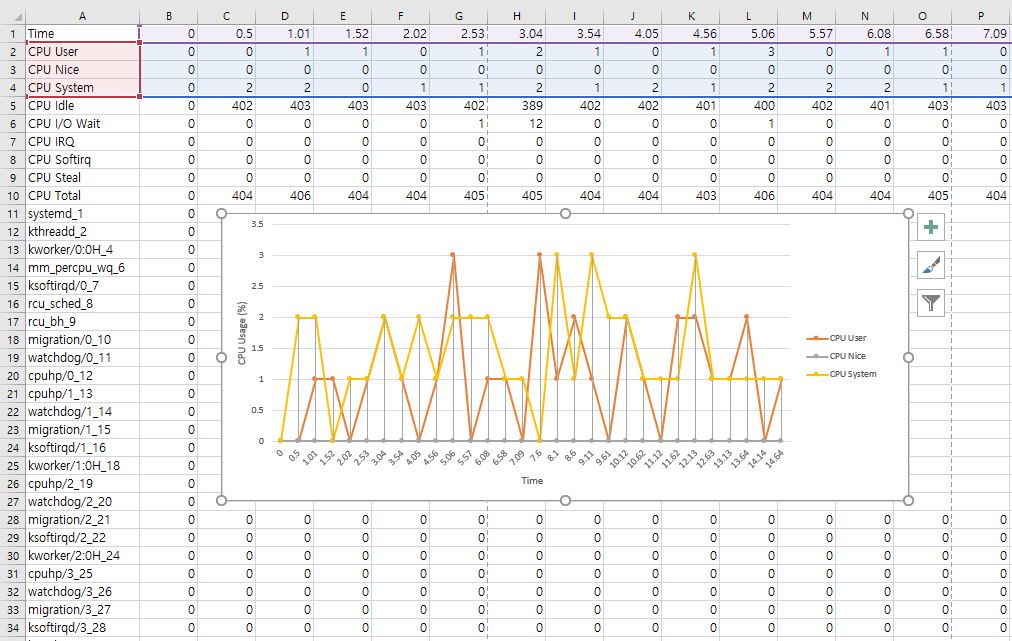 A B C D E F G H I J K L M N O P
1 Time 0 0.5 1.01 1.52 2.02 2.53 3.04 3.54 4.05 4.56 5.06 5.57 6.08 6.58 7.09
2 CPU User 0 0 1 1 0 1 2 1 0 1 3 0 1 1 0
3 CPU Nice 0 0 0 0 0 0 0 0 0 0 0 0 0 0 0
4 CPU System 0 2 2 0 1 1 2 1 2 1 2 2 2 1 1
5 CPU Idle 0 402 403 403 403 402 389 402 402 401 400 402 401 403 403
6 CPU I/O Wait 0 0 0 0 0 1 12 0 0 0 1 0 0 0 0
7 CPU IRQ 0 0 0 0 0 0 0 0 0 0 0 0 0 0 0
8 CPU Softirq 0 0 0 0 0 0 0 0 0 0 0 0 0 0 0
9 CPU Steal 0 0 0 0 0 0 0 0 0 0 0 0 0 0 0
10 CPU Total 0 404 406 404 404 405 405 404 404 403 406 404 404 405 404
11 systemd_1 0
12 kthreadd_2 0
13 kworker/0:0H_4 0
14 mm_percpu_wq_6 0
15 ksoftirqd/0_7 0
16 rcu_sched_8 0
17 rcu_bh_9 0
18 migration/0_10 0
19 watchdog/0_11 0
20 cpuhp/0_12 0
21 cpuhp/1_13 0
22 watchdog/1_14 0
23 migration/1_15 0
24 ksoftirqd/1_16 0
25 kworker/1:0H_18 0
26 cpuhp/2_19 0
27 watchdog/2_20 0
3.5
3
2.5
2
1.5
1
0.5
0
CPU Usage (%)
0 0.5 1.01 1.52 2.02 2.53 3.04 3.54 4.05 4.56 5.06 5.57 6.08 6.58 7.09 7.6 8.1 8.6 9.11 9.61 10.12 10.62 11.12 11.62 12.13 12.63 13.13 13.64 14.14 14.64
Time
CPU User
CPU Nice
CPU System
28 migration/2_21 0 0 0 0 0 0 0 0 0 0 0 0 0 0 0
29 ksoftirqd/2_22 0 0 0 0 0 0 0 0 0 0 0 0 0 0 0
30 kworker/2:0H_24 0 0 0 0 0 0 0 0 0 0 0 0 0 0 0
31 cpuhp/3_25 0 0 0 0 0 0 0 0 0 0 0 0 0 0 0
32 watchdog/3_26 0 0 0 0 0 0 0 0 0 0 0 0 0 0 0
33 migration/3_27 0 0 0 0 0 0 0 0 0 0 0 0 0 0 0
34 ksoftirqd/3_28 0 0 0 0 0 0 0 0 0 0 0 0 0 0 0